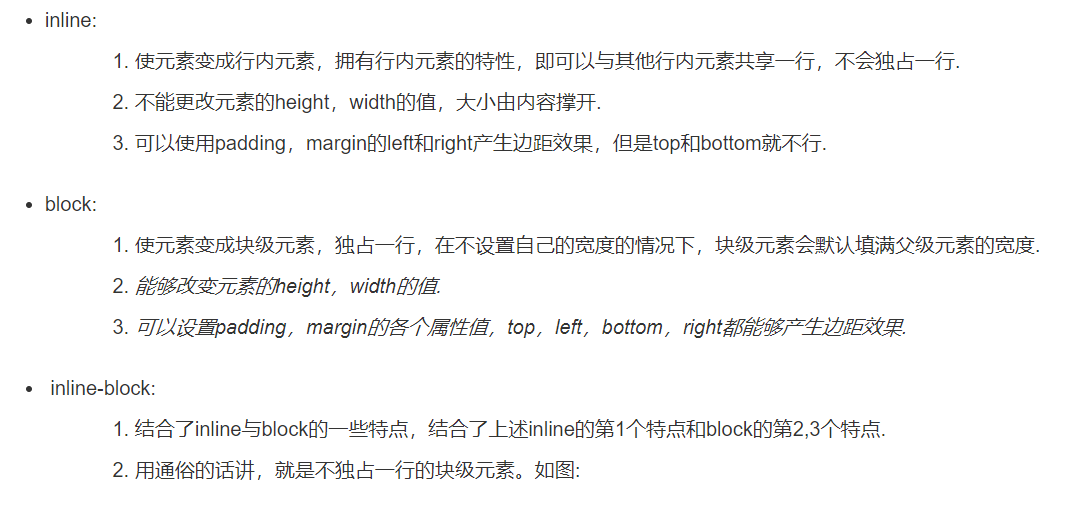 inline:
1. 使元素变成行内元素，拥有行内元素的特性，即可以与其他行内元素共享一行，不会独占一行.
2. 不能更改元素的height，width的值，大小由内容撑开.
3. 可以使用padding，margin的left和right产生边距效果，但是top和bottom就不行.
block:
1. 使元素变成块级元素，独占一行，在不设置自己的宽度的情况下，块级元素会默认填满父级元素的宽度.
2. 能够改变元素的height，width的值.
3. 可以设置padding，margin的各个属性值，top，left，bottom，right都能够产生边距效果.
inline-block:
1. 结合了inline与block的一些特点，结合了上述inline的第1个特点和block的第2,3个特点.
2. 用通俗的话讲，就是不独占一行的块级元素。如图: